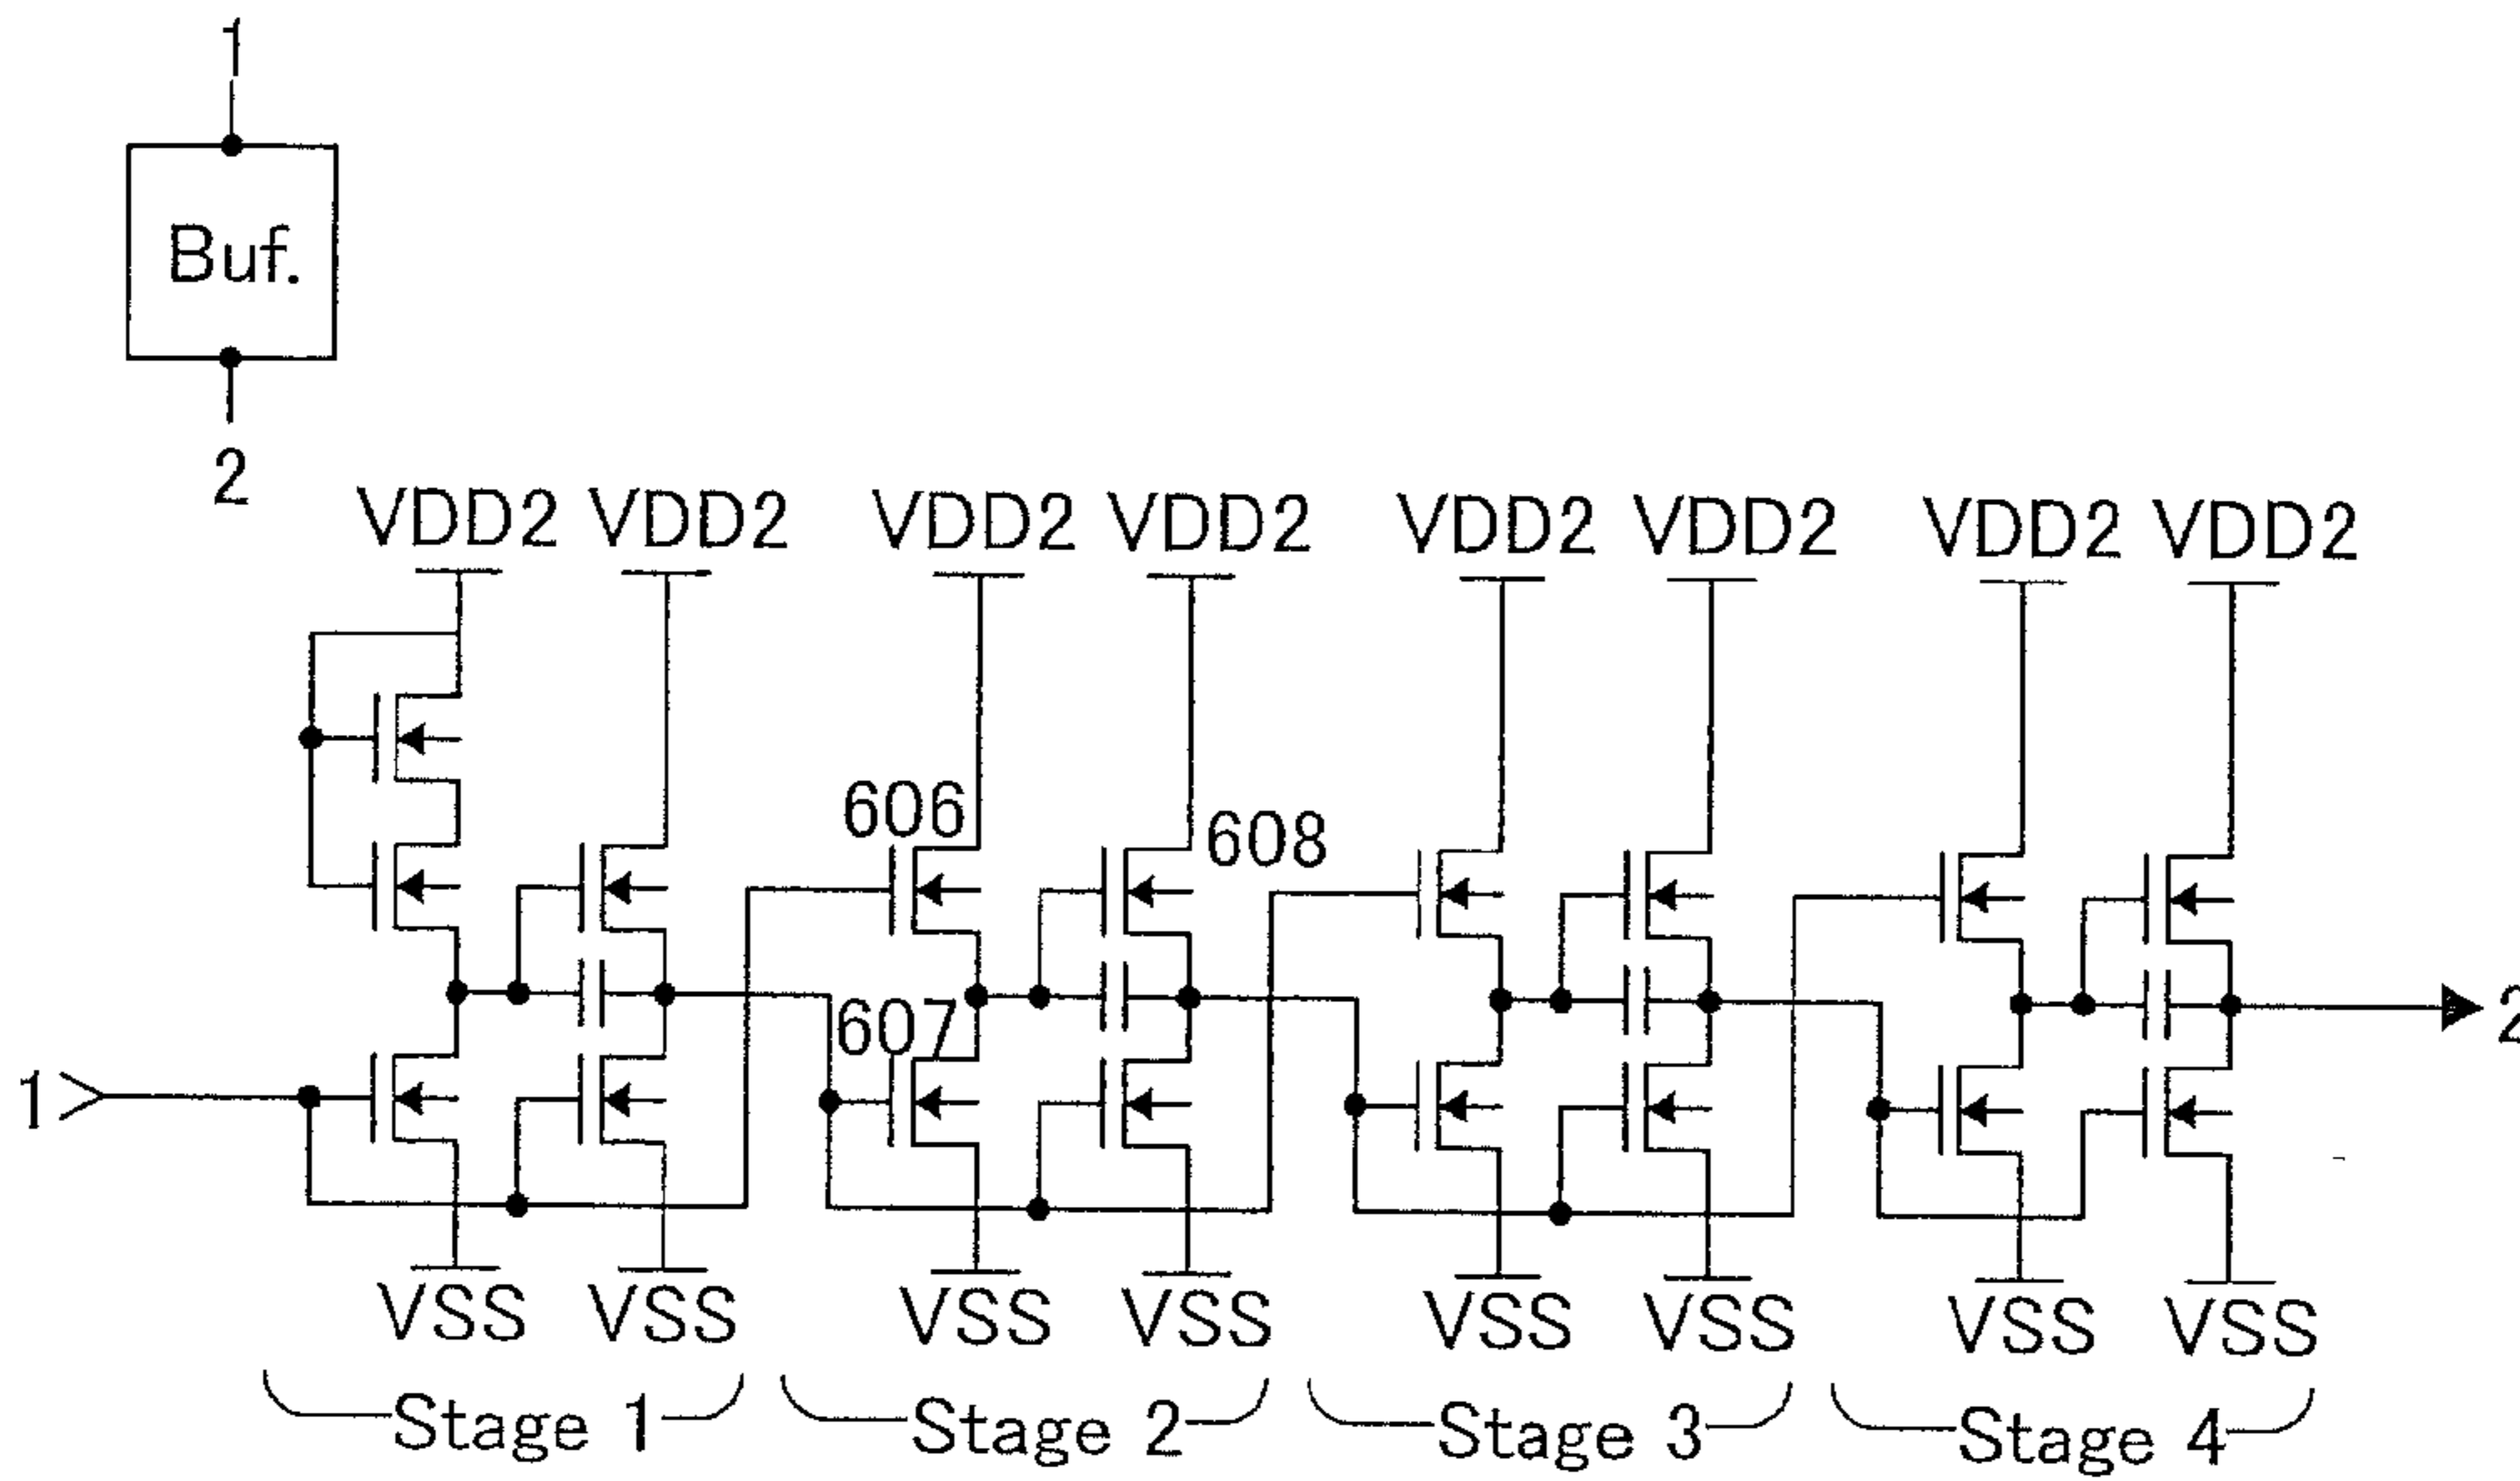 1
Buf.
2
VDD2 VDD2 VDD2 VDD2 VDD2 VDD2 VDD2 VDD2
606
608
607
1
2
VSS VSS VSS VSS VSS VSS VSS VSS
Stage 1 Stage 2 Stage 3 Stage 4